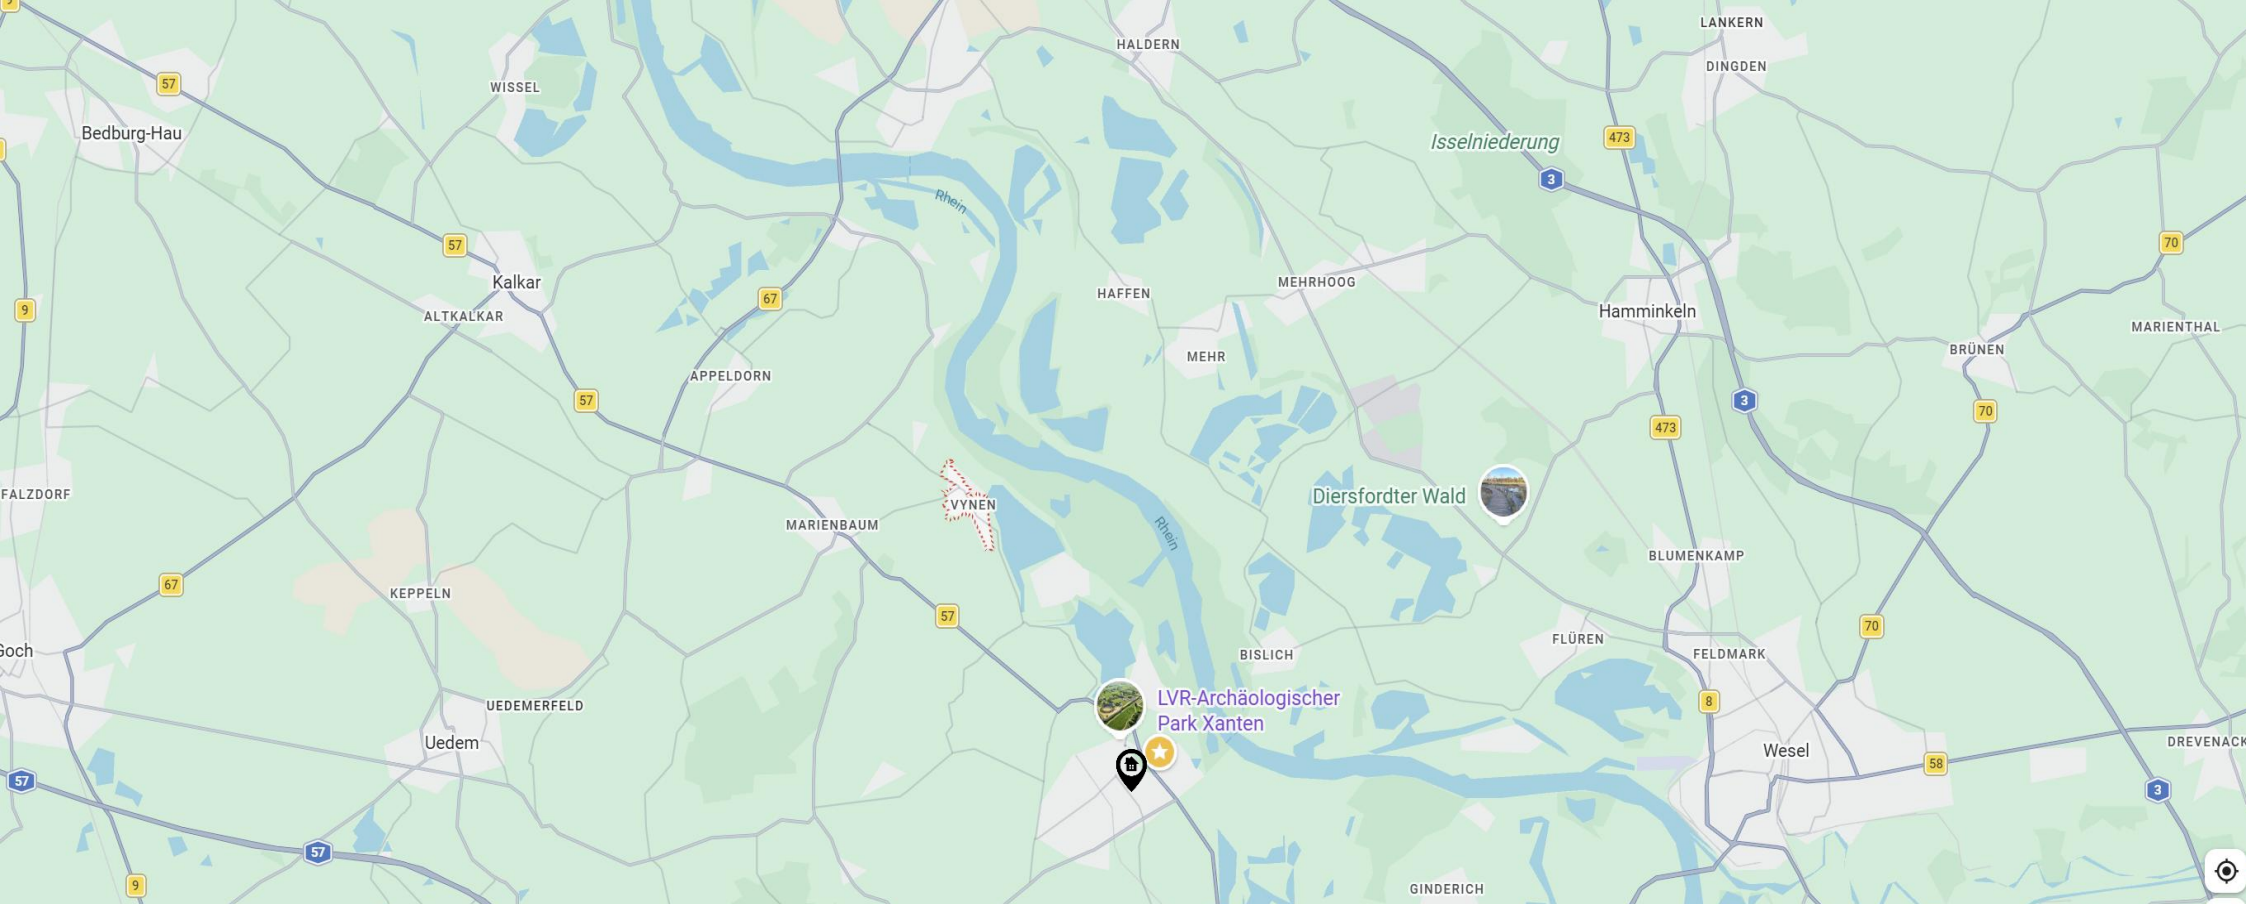 LANKERN
HALDERN
DINGDEN
WISSEL
57
Bedburg-Hau
473
Isselniederung
3
Rhein
57
70
Kalkar
HAFFEN
MEHRHOOG
67
9
ALTKALKAR
Hamminkeln
MARIENTHAL
BRÜNEN
MEHR
APPELDORN
57
3
70
473
FALZDORF
Diersfordter Wald
VYNEN
MARIENBAUM
Rhein
BLUMENKAMP
67
KEPPELN
57
70
FLÜREN
Goch
BISLICH
FELDMARK
LVR-Archäologischer
Park Xanten
8
UEDEMERFELD
Uedem
DREVENACK
Wesel
58
57
3
57
9
GINDERICH